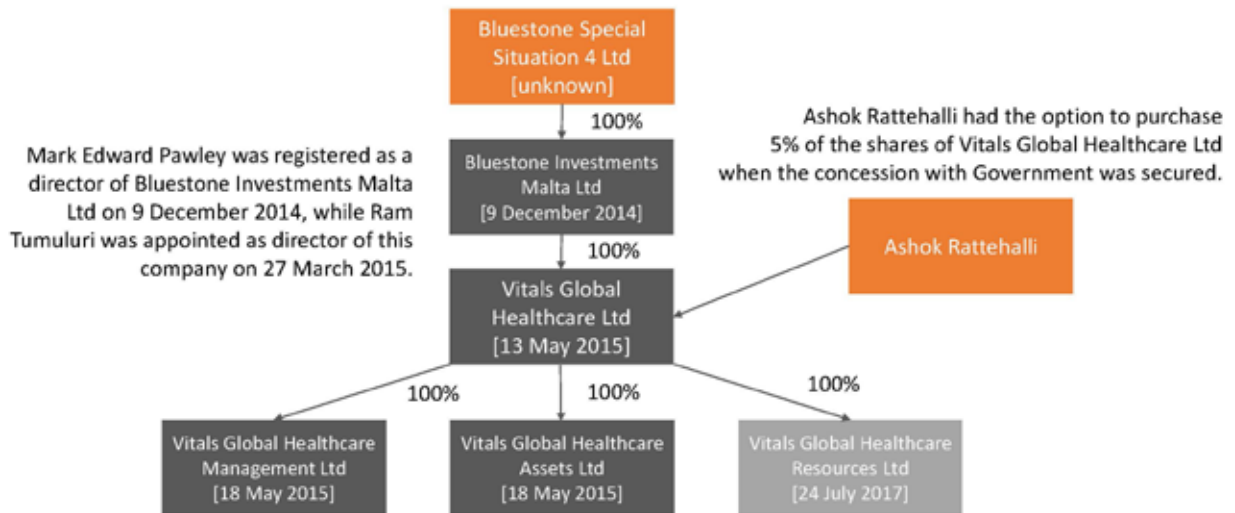 Bluestone Special
Situation 4 Ltd
[unknown]
100%
Ashok Rattehalli had the option to purchase
5% of the shares of Vitals Global Healthcare Ltd
when the concession with Government was secured.
Mark Edward Pawley was registered as a
director of Bluestone Investments Malta
Ltd on 9 December 2014, while Ram
Tumuluri was appointed as director of this
company on 27 March 2015.
Bluestone Investments
Malta Ltd
[9 December 2014]
100%
Ashok Rattehalli
Vitals Global
Healthcare Ltd
[13 May 2015]
100%
100%
100%
Vitals Global Healthcare
Management Ltd
[18 May 2015]
Vitals Global Healthcare
Assets Ltd
[18 May 2015]
Vitals Global Healthcare
Resources Ltd
[24 July 2017]